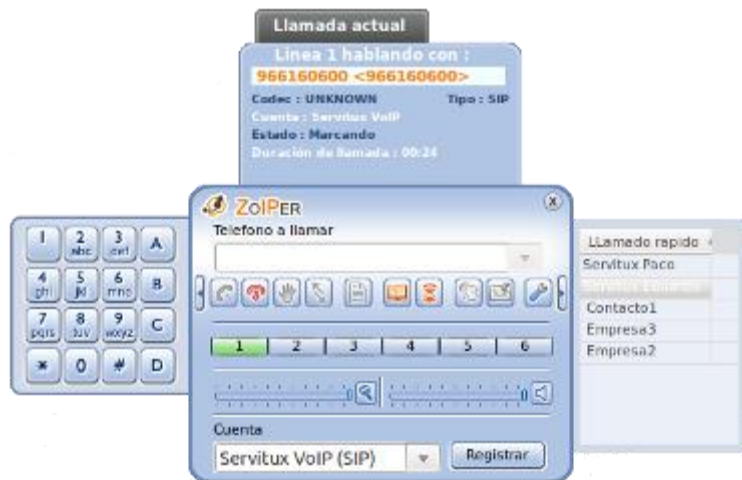 Llamada actual
Linea 1 hablando con :
966160600 <966160600>
Codec : UNKNOWN Tipo : SIP
Cuenta : Servitux VoIP
Estado : Marcando
Duración de llamada : 00:24
ZoIPER
Telefono a llamar
1 2 abc 3 def A
4 ghi 5 jkl 6 mno B
7 pqrs 8 tuv 9 wxyz C
* 0 # D
LLamado rapido
Servitux Paco
Contacto1
Empresa3
Empresa2
1 2 3 4 5 6
Cuenta
Servitux VoIP (SIP)
Registrar